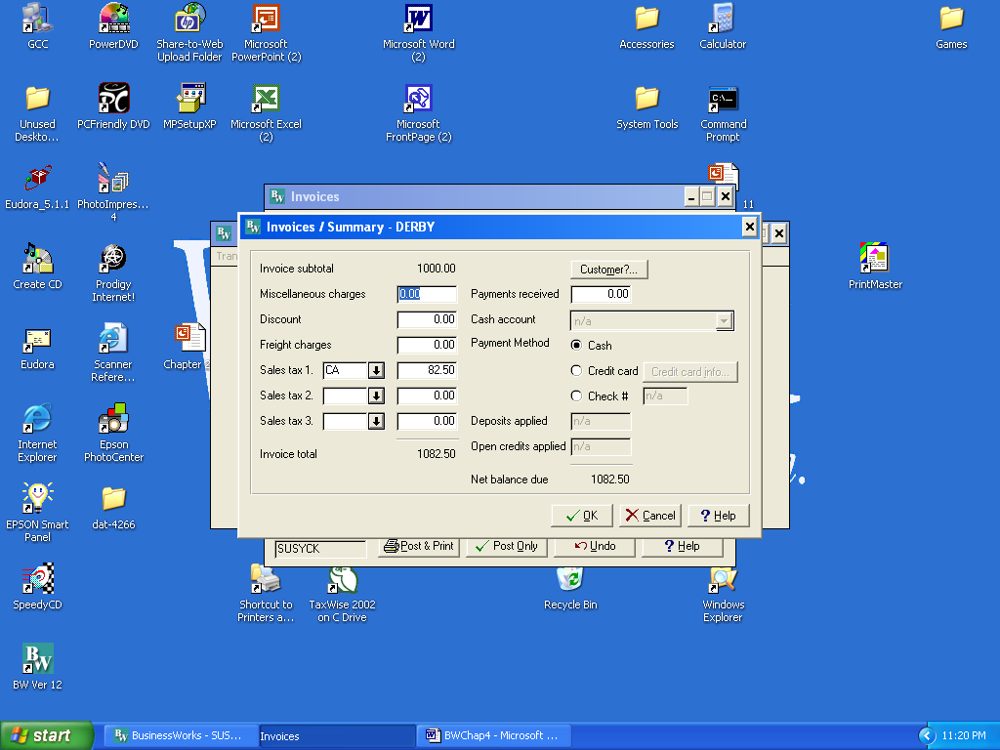 GCC
PowerDVD
Share-to-Web
Upload Folder
Microsoft
PowerPoint (2)
Microsoft Word
(2)
Accessories
Calculator
Games
Unused
Deskto...
PCFriendly DVD
MPSetupXP
Microsoft Excel
(2)
Microsoft
FrontPage (2)
System Tools
Command
Prompt
Eudora_5.1.1
PhotoImpres...
4
11
Create CD
Prodigy
Internet!
PrintMaster
Eudora
Scanner
Refere...
Chapter 2
Internet
Explorer
Epson
PhotoCenter
EPSON Smart
Panel
dat-4266
SpeedyCD
Shortcut to
Printers a...
TaxWise 2002
on C Drive
Recycle Bin
Windows
Explorer
BW Ver 12
Invoices
Tran
Invoices / Summary - DERBY
Invoice subtotal 1000.00 Customer?...
Miscellaneous charges 0.00 Payments received 0.00
Discount 0.00 Cash account n/a
Freight charges 0.00 Payment Method Cash
Sales tax 1. CA 82.50 Credit card Credit card info...
Sales tax 2. 0.00 Check # n/a
Sales tax 3. 0.00 Deposits applied n/a
Open credits applied n/a
Invoice total 1082.50
Net balance due 1082.50
OK Cancel Help
SUSYCK Post & Print Post Only Undo Help
start BusinessWorks - SUS... Invoices BWChap4 - Microsoft ... 11:20 PM